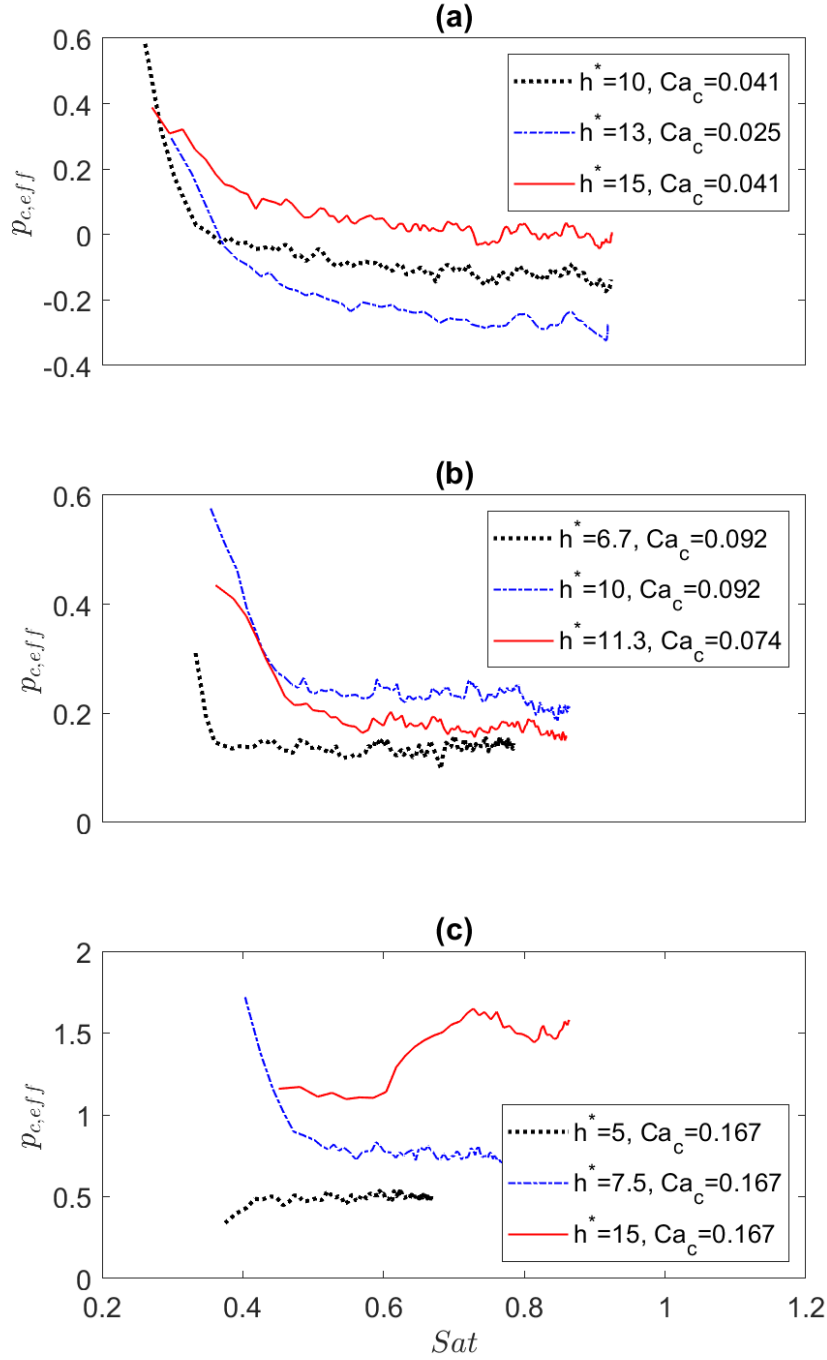 (a)
0.6
0.4
0.2
0
-0.2
-0.4
p_{c,eff}
h*=10, Ca_c=0.041
h*=13, Ca_c=0.025
h*=15, Ca_c=0.041
(b)
0.6
0.4
0.2
0
p_{c,eff}
h*=6.7, Ca_c=0.092
h*=10, Ca_c=0.092
h*=11.3, Ca_c=0.074
(c)
2
1.5
1
0.5
0
p_{c,eff}
h*=5, Ca_c=0.167
h*=7.5, Ca_c=0.167
h*=15, Ca_c=0.167
0.2 0.4 0.6 0.8 1 1.2
Sat